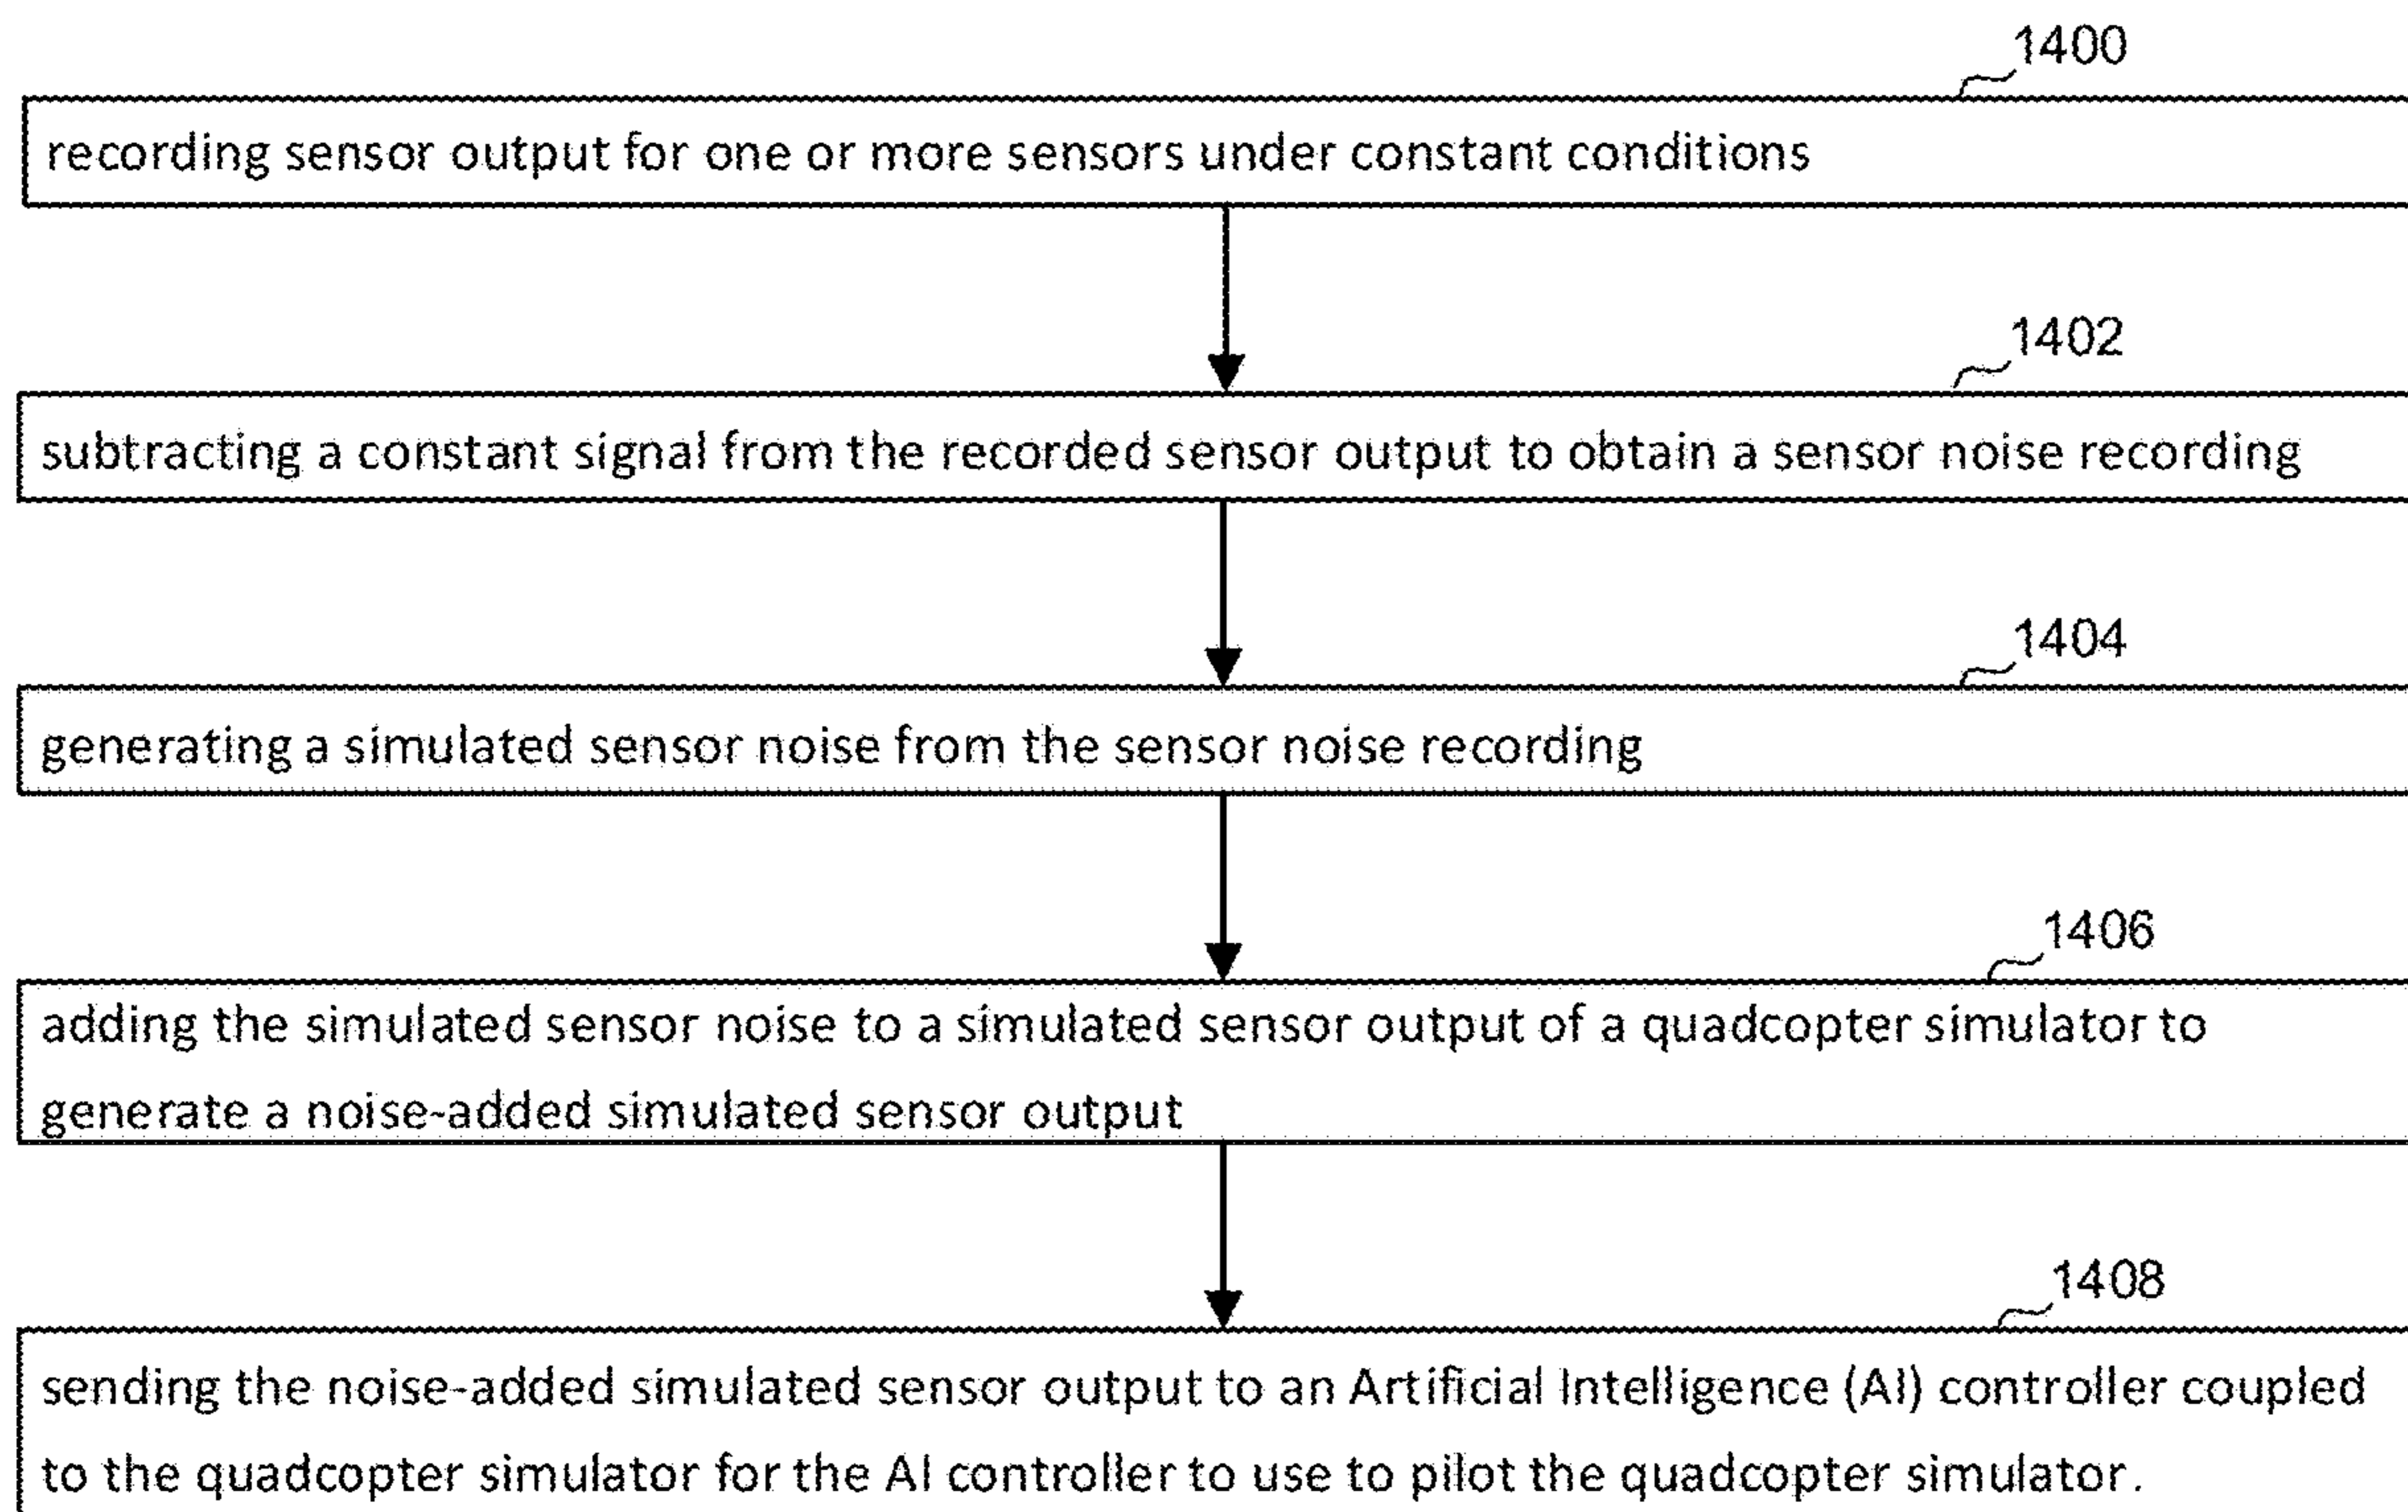 1400
recording sensor output for one or more sensors under constant conditions
1402
subtracting a constant signal from the recorded sensor output to obtain a sensor noise recording
1404
generating a simulated sensor noise from the sensor noise recording
1406
adding the simulated sensor noise to a simulated sensor output of a quadcopter simulator to
generate a noise-added simulated sensor output
1408
sending the noise-added simulated sensor output to an Artificial Intelligence (AI) controller coupled
to the quadcopter simulator for the AI controller to use to pilot the quadcopter simulator.